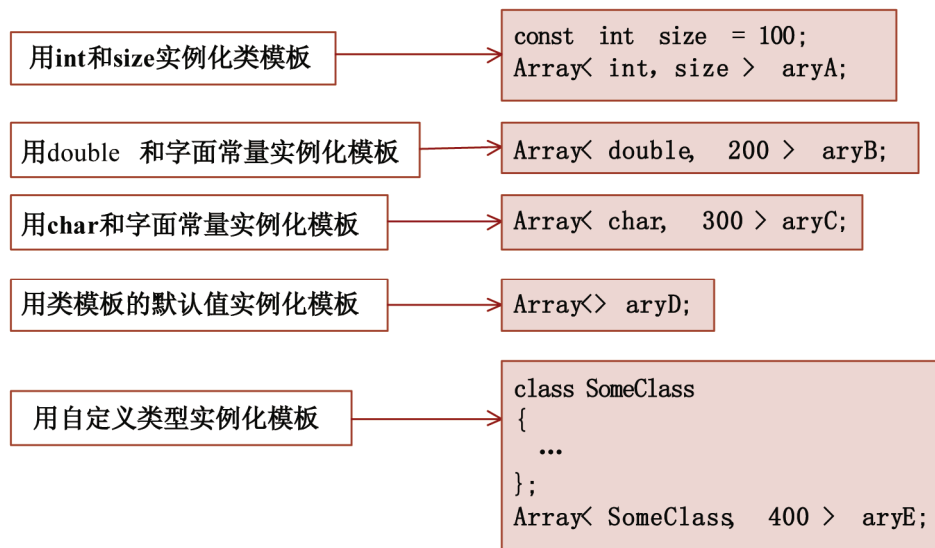 用int和size实例化类模板
const int size = 100;
Array< int, size > aryA;
用double 和字面常量实例化模板
Array< double, 200 > aryB;
用char和字面常量实例化模板
Array< char, 300 > aryC;
用类模板的默认值实例化模板
Array<> aryD;
用自定义类型实例化模板
class SomeClass
{
…
};
Array< SomeClass, 400 > aryE;